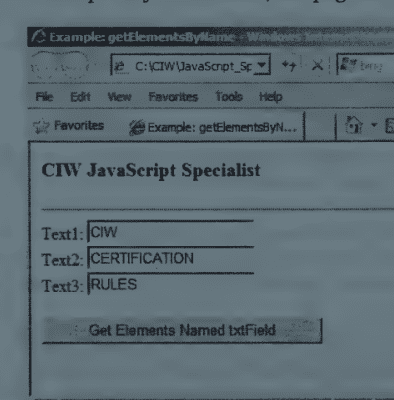 Example: getElementsByName - Windows
C:\CIW\JavaScript_Sp
File Edit View Favorites Tools Help
Favorites Example: getElementsByN...
CIW JavaScript Specialist
Text1: CIW
Text2: CERTIFICATION
Text3: RULES
Get Elements Named txtField